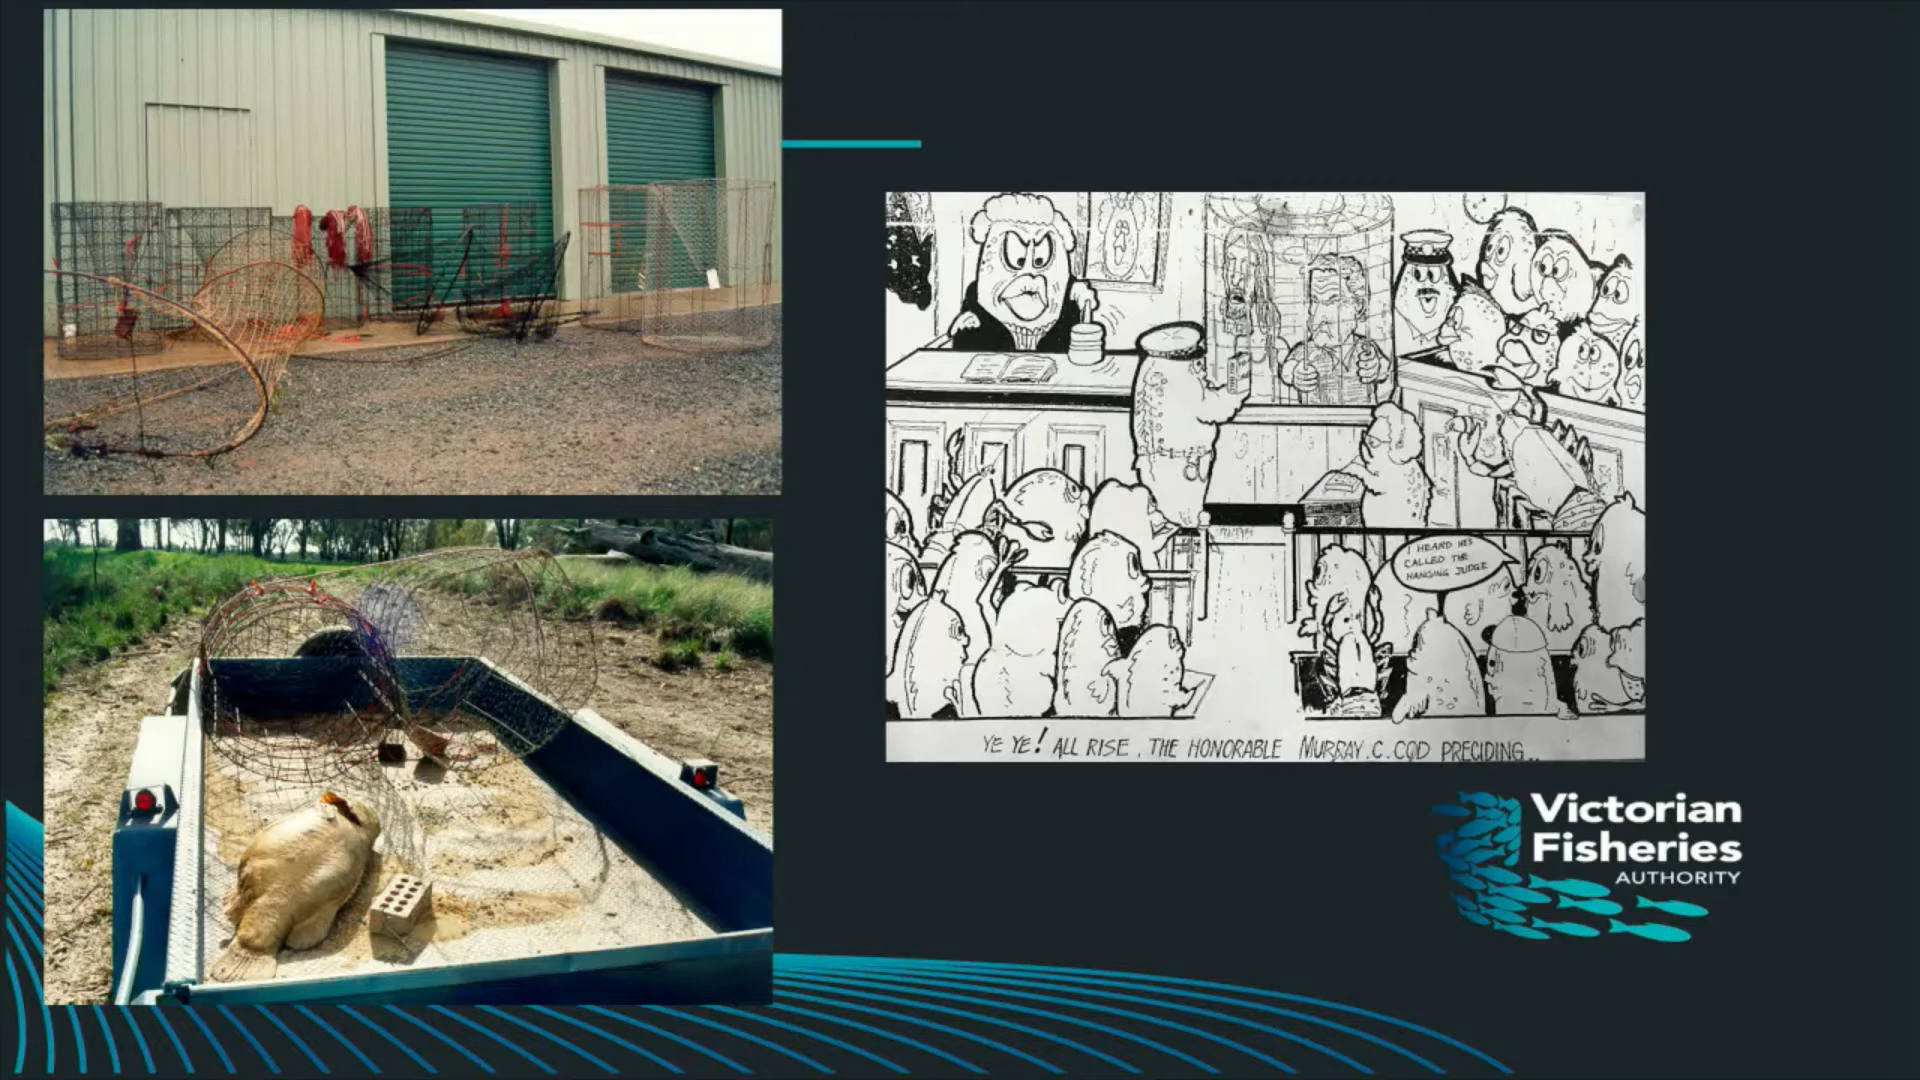 I HEARD HE'S
CALLED THE
HANGING JUDGE
YE YE! ALL RISE, THE HONORABLE MURRAY.C.COD PRECIDING..
Victorian
Fisheries
AUTHORITY